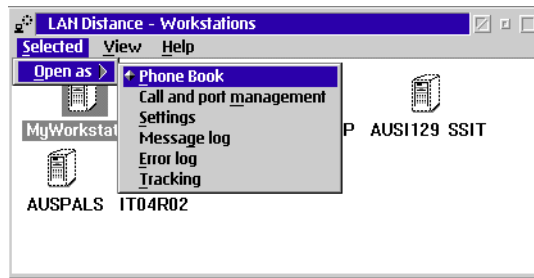 LAN Distance - Workstations
Selected View Help
Open as
Phone Book
Call and port management
Settings
Message log
Error log
Tracking
MyWorkstat P AUSI129 SSIT
AUSPALS IT04R02